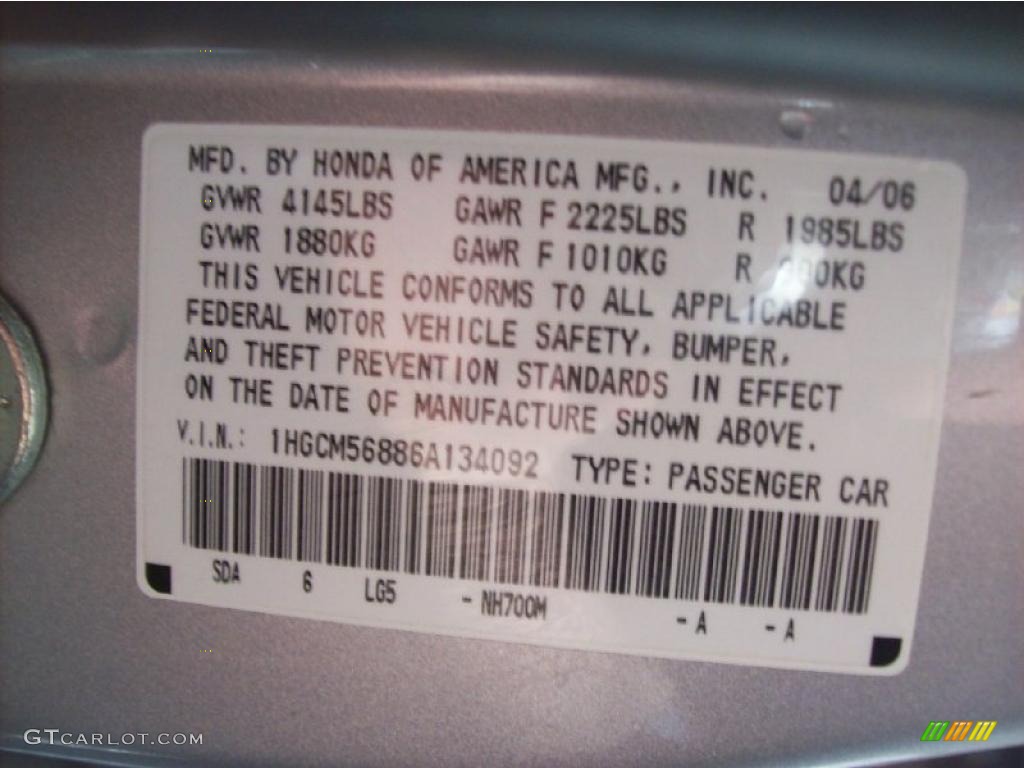 MFD. BY HONDA OF AMERICA MFG., INC. 04/06
GVWR 4145LBS GAWR F 2225LBS R 1985LBS
GVWR 1880KG GAWR F 1010KG R 900KG
THIS VEHICLE CONFORMS TO ALL APPLICABLE
FEDERAL MOTOR VEHICLE SAFETY, BUMPER,
AND THEFT PREVENTION STANDARDS IN EFFECT
ON THE DATE OF MANUFACTURE SHOWN ABOVE.
V.I.N.: 1HGCM56886A134092 TYPE: PASSENGER CAR
SDA 6 LG5 - NH700M - A - A
GTCARLOT.COM